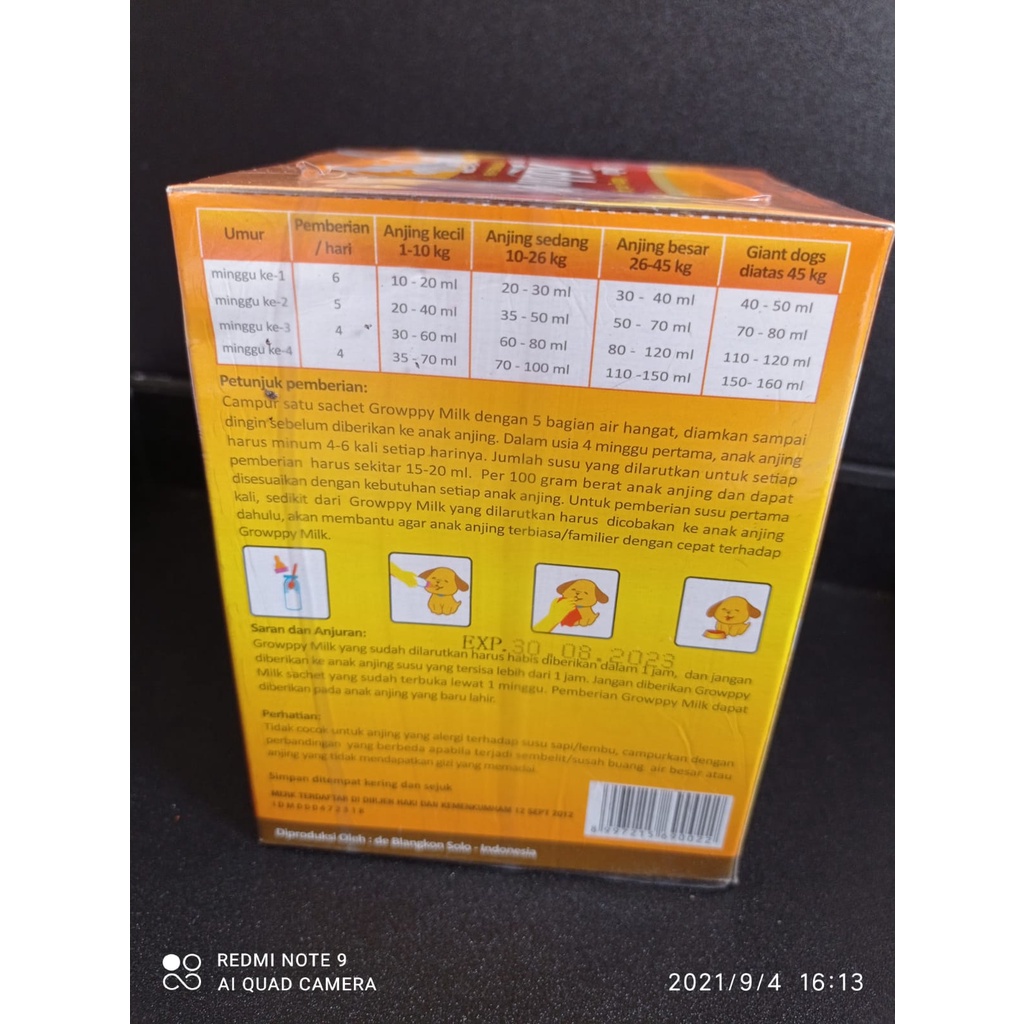 Umur Pemberian / hari Anjing kecil 1-10 kg Anjing sedang 10-26 kg Anjing besar 26-45 kg Giant dogs diatas 45 kg
minggu ke-1 6 10 - 20 ml 20 - 30 ml 30 - 40 ml 40 - 50 ml
minggu ke-2 5 20 - 40 ml 35 - 50 ml 50 - 70 ml 70 - 80 ml
minggu ke-3 4 30 - 60 ml 60 - 80 ml 80 - 120 ml 110 - 120 ml
minggu ke-4 4 35 - 70 ml 70 - 100 ml 110 -150 ml 150- 160 ml
Petunjuk pemberian:
Campur satu sachet Growppy Milk dengan 5 bagian air hangat, diamkan sampai
dingin sebelum diberikan ke anak anjing. Dalam usia 4 minggu pertama, anak anjing
harus minum 4-6 kali setiap harinya. Jumlah susu yang dilarutkan untuk setiap
pemberian harus sekitar 15-20 ml. Per 100 gram berat anak anjing dan dapat
disesuaikan dengan kebutuhan setiap anak anjing. Untuk pemberian susu pertama
kali, sedikit dari Growppy Milk yang dilarutkan harus dicobakan ke anak anjing
dahulu, akan membantu agar anak anjing terbiasa/familier dengan cepat terhadap
Growppy Milk.
Saran dan Anjuran:
EXP. 30.08.2023
Growppy Milk yang sudah dilarutkan harus habis diberikan dalam 1 jam, dan jangan
diberikan ke anak anjing susu yang tersisa lebih dari 1 jam. Jangan diberikan Growppy
Milk sachet yang sudah terbuka lewat 1 minggu. Pemberian Growppy Milk dapat
diberikan pada anak anjing yang baru lahir.
Perhatian:
Tidak cocok untuk anjing yang alergi terhadap susu sapi/lembu, campurkan dengan
perbandingan yang berbeda apabila terjadi sembelit/susah buang air besar atau
anjing yang tidak mendapatkan gizi yang memadai.
Simpan ditempat kering dan sejuk
MERK TERDAFTAR DI DIRJEN HAKI DAN KEMENKUMHAM 12 SEPT 2012
Diproduksi Oleh : de Blangkon Solo - Indonesia
REDMI NOTE 9
AI QUAD CAMERA
2021/9/4 16:13